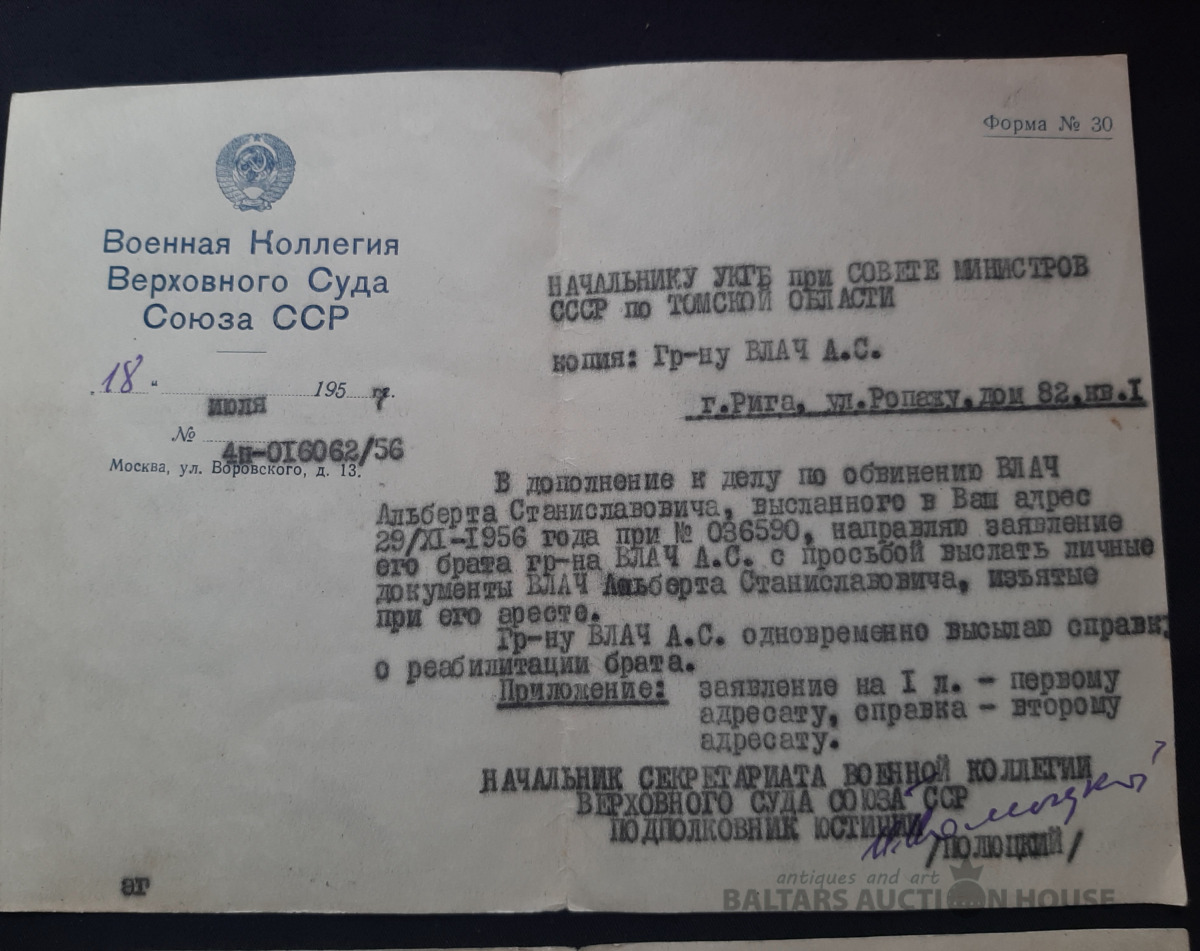 Форма № 30
Военная Коллегия
Верховного Суда
Союза ССР
„18 “ июля 1957 г.
№ 4н-016062/56
Москва, ул. Воровского, д. 13.
НАЧАЛЬНИКУ УКГБ при СОВЕТЕ МИНИСТРОВ
СССР по ТОМСКОЙ ОБЛАСТИ
копия: Гр-ну ВЛАЧ А.С.
г.Рига, ул.Ропажу,дом 82,кв.I
В дополнение к делу по обвинению ВЛАЧ
Альберта Станиславовича, высланного в Ваш адрес
29/XI-1956 года при № 036590, направляю заявление
его брата гр-на ВЛАЧ А.С. с просьбой выслать личные
документы ВЛАЧ Альберта Станиславовича, изъятые
при его аресте.
Гр-ну ВЛАЧ А.С. одновременно высылаю справку
о реабилитации брата.
Приложение: заявление на I л. - первому
адресату, справка - второму
адресату.
НАЧАЛЬНИК СЕКРЕТАРИАТА ВОЕННОЙ КОЛЛЕГИИ
ВЕРХОВНОГО СУДА СОЮЗА ССР
ПОДПОЛКОВНИК ЮСТИЦИИ
/ПОЛЮЦКИЙ/
аг
antiques and art
BALTARS AUCTION HOUSE